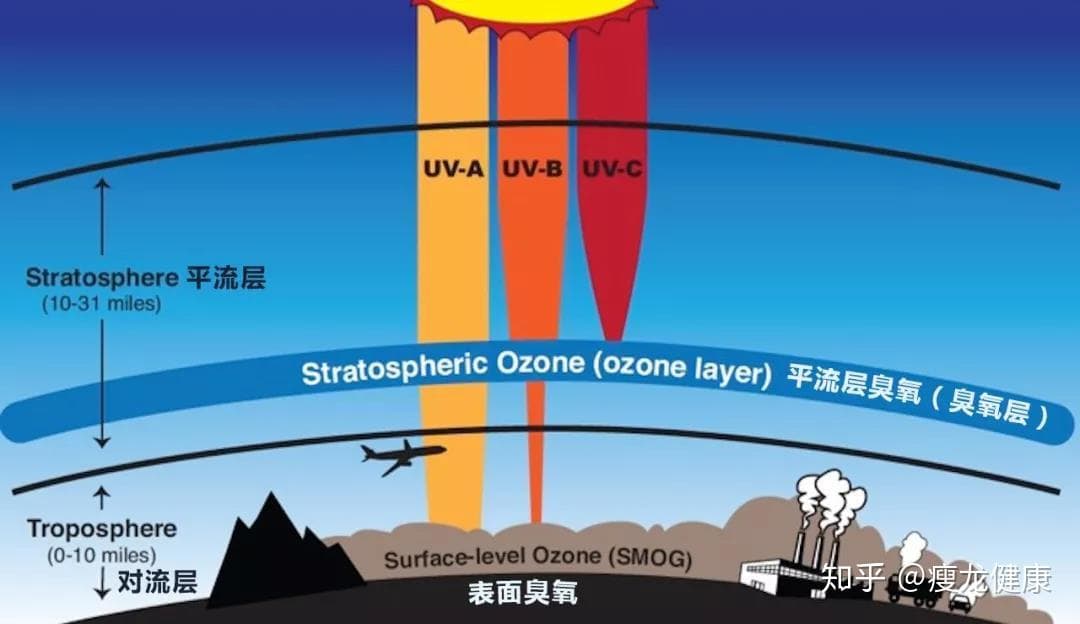 UV-A UV-B UV-C
Stratosphere 平流层
(10-31 miles)
Stratospheric Ozone (ozone layer) 平流层臭氧（臭氧层）
Troposphere
(0-10 miles)
对流层
Surface-level Ozone (SMOG)
表面臭氧
知乎 @瘦龙健康